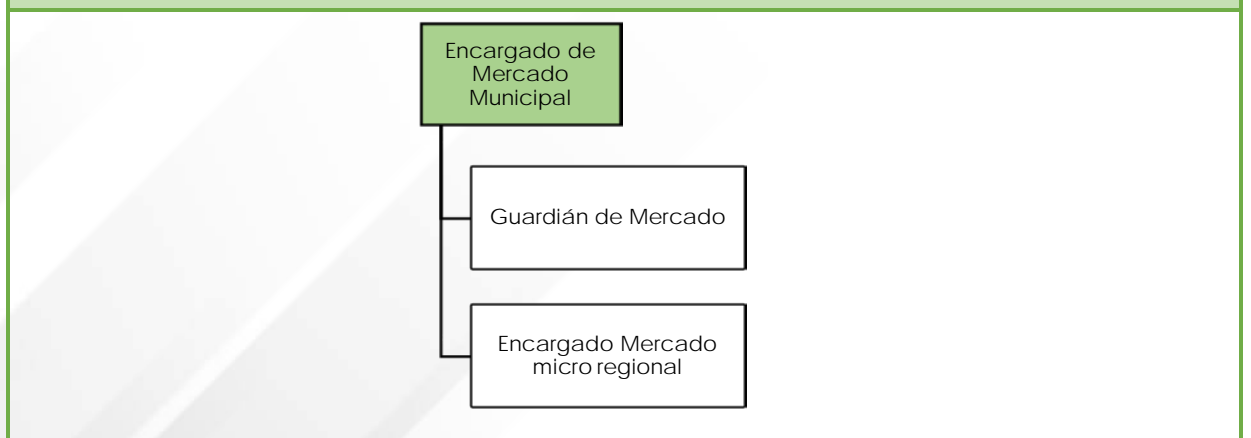 Encargado de
Mercado
Municipal
Guardián de Mercado
Encargado Mercado
micro regional